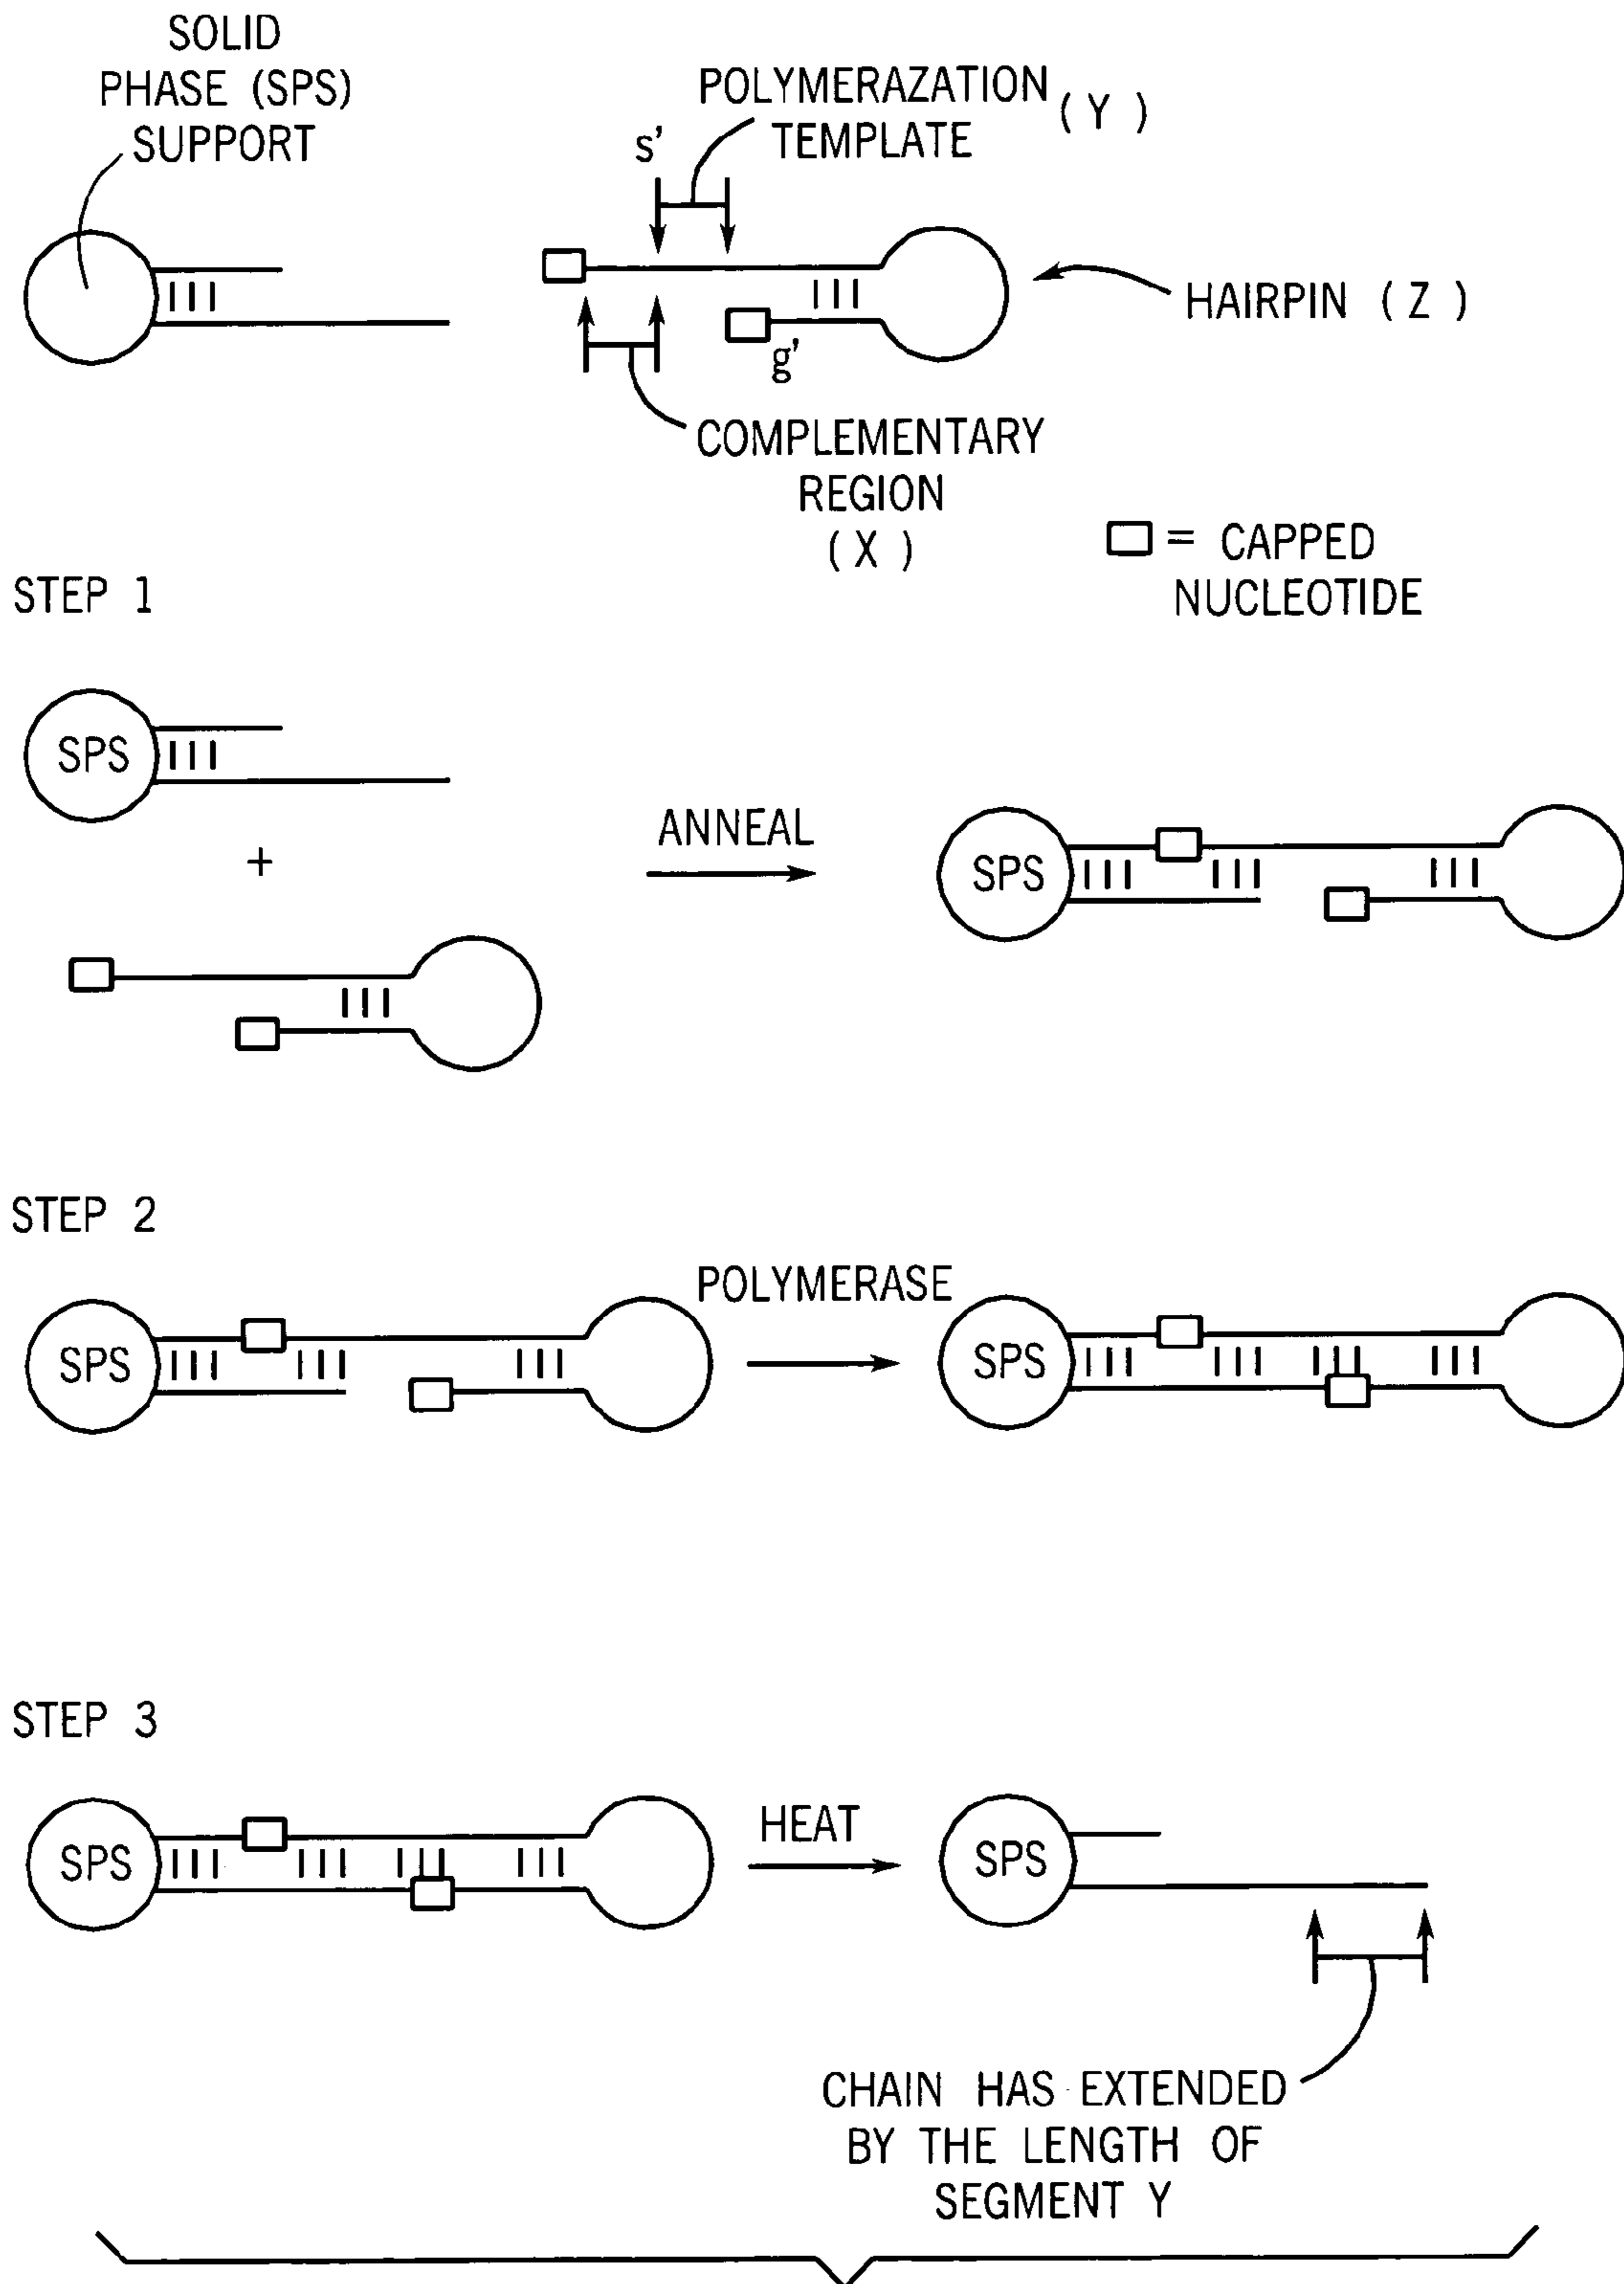 SOLID
PHASE (SPS)
SUPPORT
POLYMERAZATION
TEMPLATE
( Y )
s'
HAIRPIN ( Z )
g'
COMPLEMENTARY
REGION
( X )
= CAPPED
NUCLEOTIDE
STEP 1
SPS
+
ANNEAL
SPS
STEP 2
SPS
POLYMERASE
SPS
STEP 3
SPS
HEAT
SPS
CHAIN HAS EXTENDED
BY THE LENGTH OF
SEGMENT Y